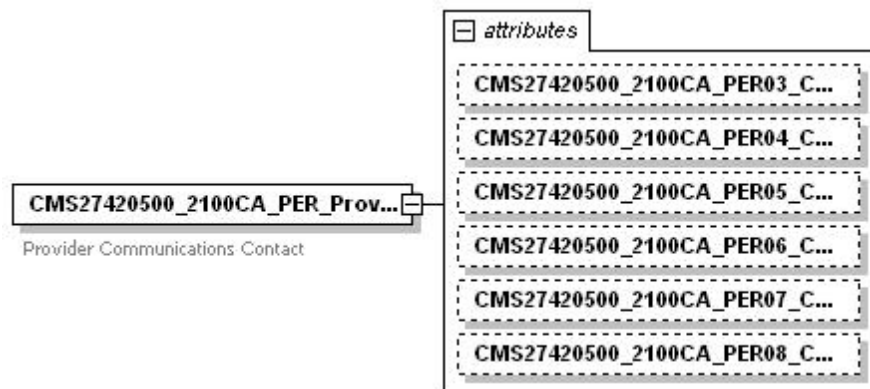 attributes
CMS27420500_2100CA_PER03_C...
CMS27420500_2100CA_PER04_C...
CMS27420500_2100CA_PER_Prov...
CMS27420500_2100CA_PER05_C...
Provider Communications Contact
CMS27420500_2100CA_PER06_C...
CMS27420500_2100CA_PER07_C...
CMS27420500_2100CA_PER08_C...